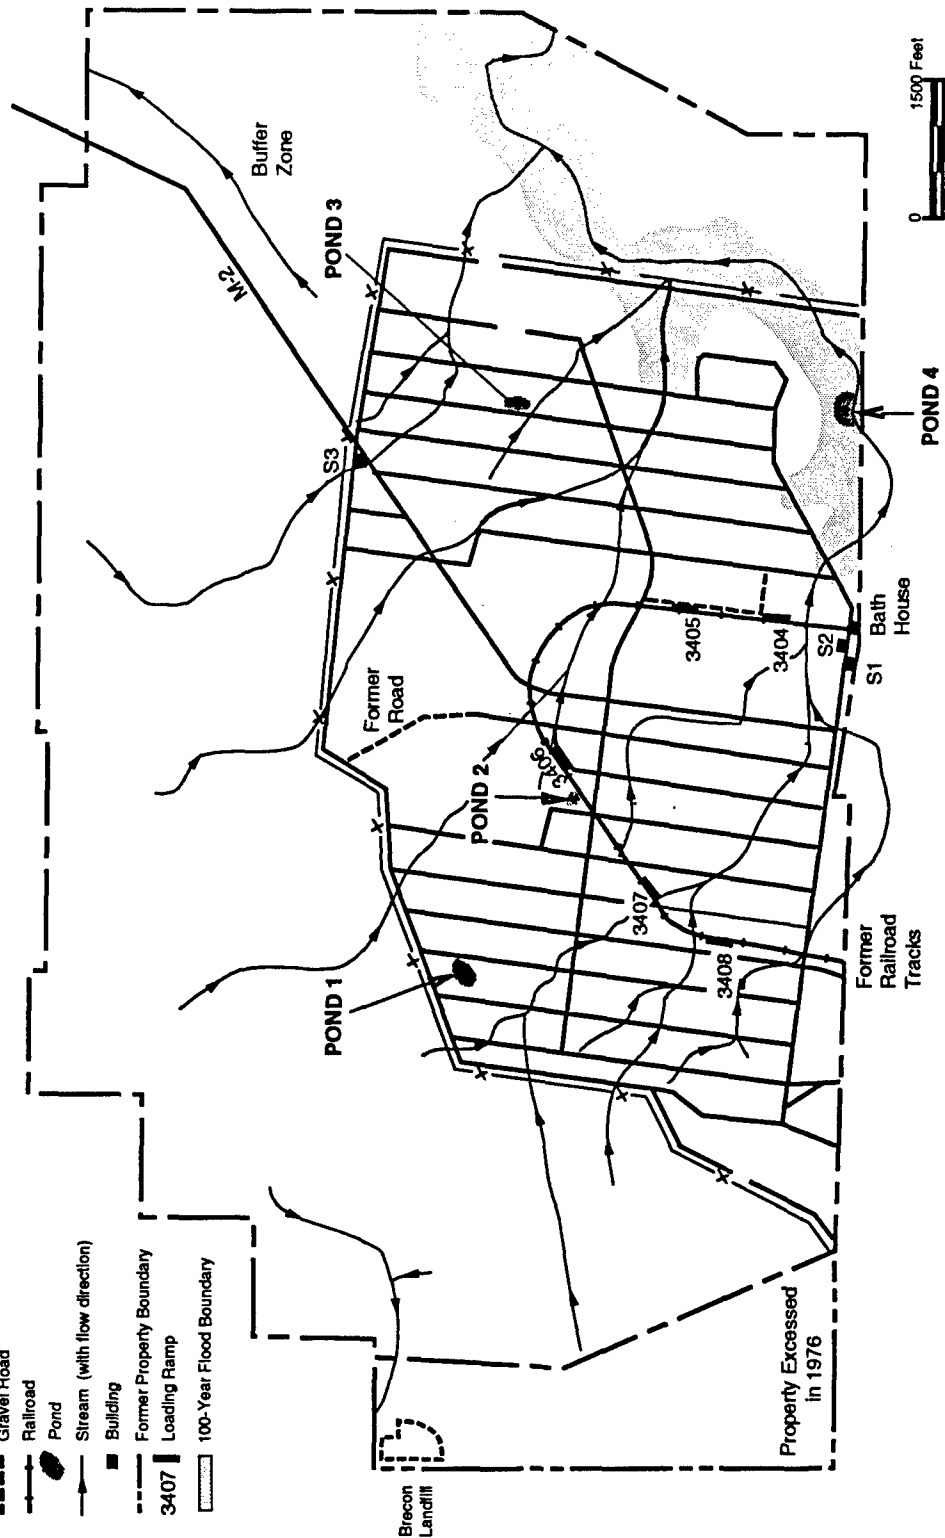 Gravel Road
Railroad
Pond
Stream (with flow direction)
Building
Former Property Boundary
3407 Loading Ramp
100-Year Flood Boundary
Brecon
Landfill
Property Excessed
in 1976
POND 1
POND 2
POND 3
POND 4
Former
Road
M-2
Buffer
Zone
S3
3406
3407
3408
3405
3404
S2
S1
Bath
House
Former
Railroad
Tracks
0 1500 Feet